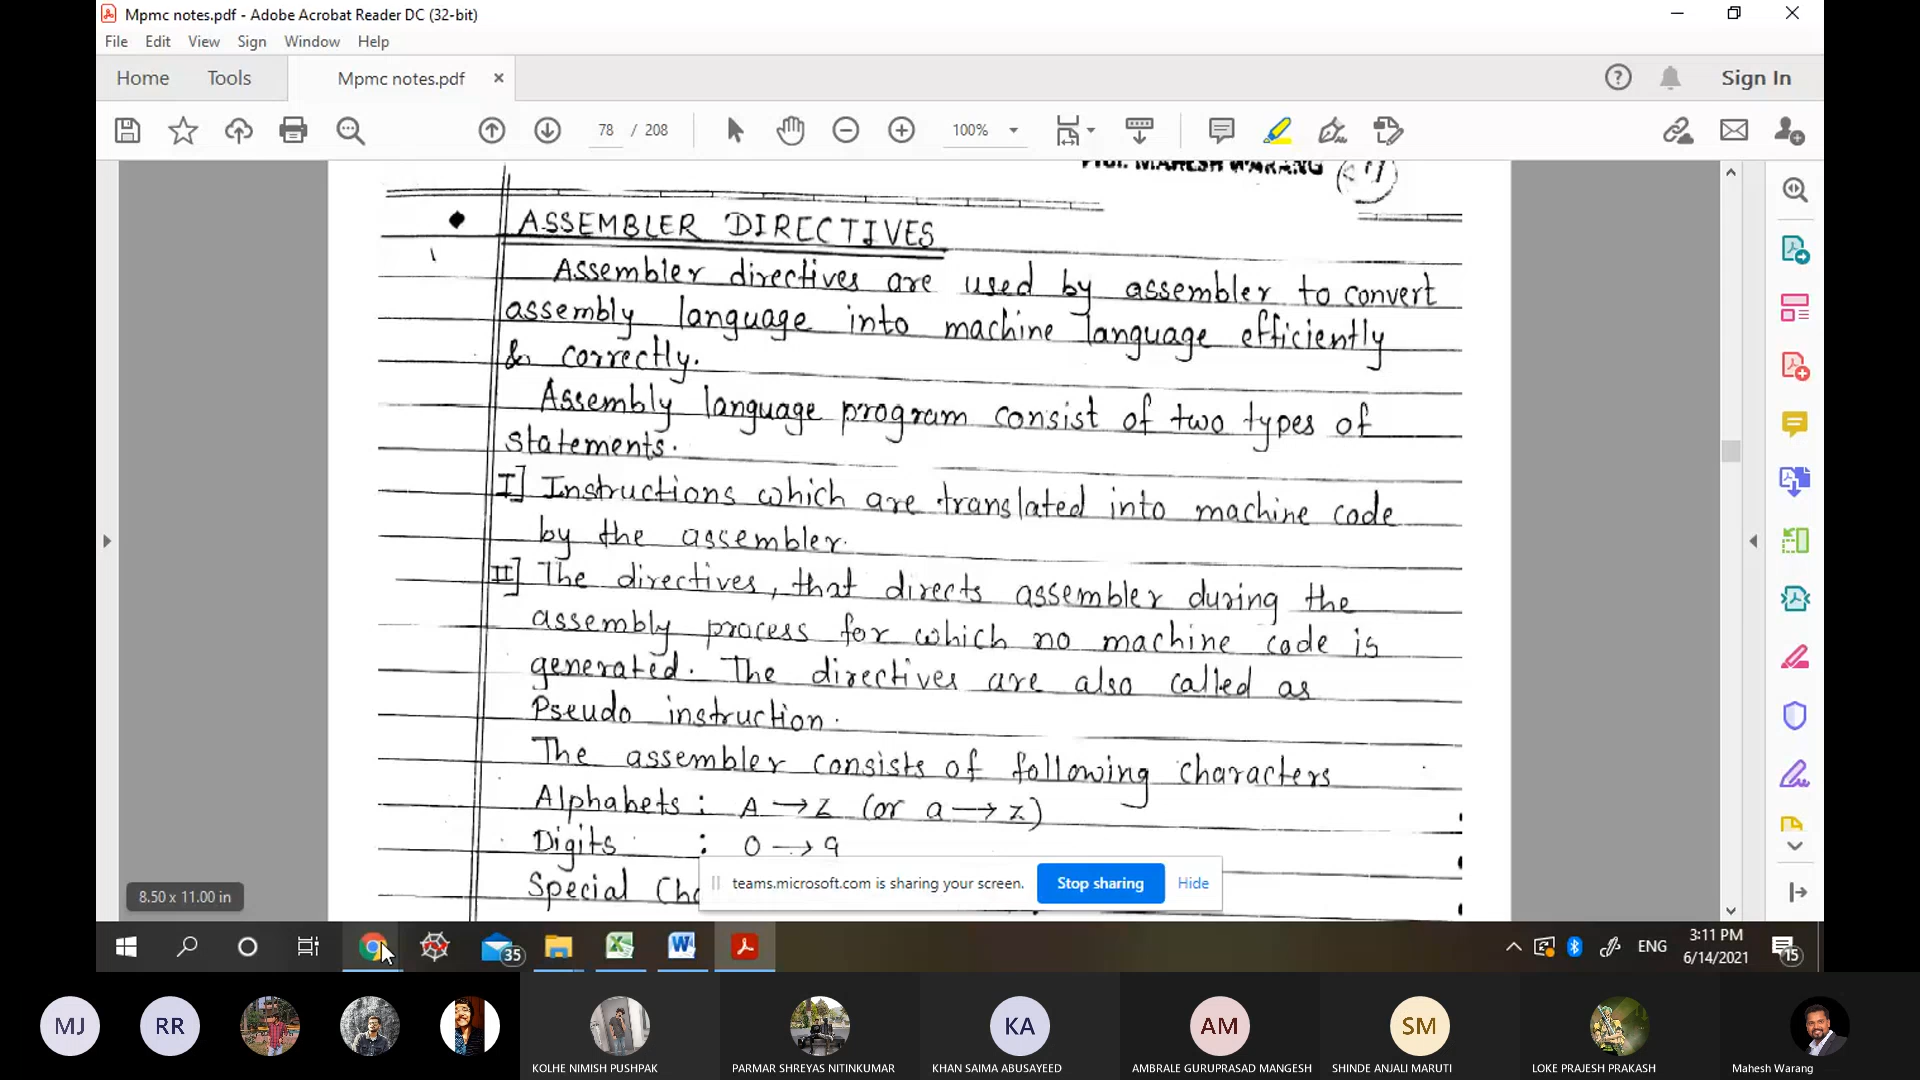 Mpmc notes.pdf - Adobe Acrobat Reader DC (32-bit)
File Edit View Sign Window Help
Home Tools Mpmc notes.pdf Sign In
78 / 208 100%
Prof. MAHESH WARANG
ASSEMBLER DIRECTIVES
Assembler directives are used by assembler to convert
assembly language into machine language efficiently
& correctly.
Assembly language program consist of two types of
statements.
I] Instructions which are translated into machine code
by the assembler.
II] The directives, that directs assembler during the
assembly process for which no machine code is
generated. The directives are also called as
Pseudo instruction.
The assembler consists of following characters
Alphabets : A → Z (or a → z)
Digits : 0 → 9
Special
teams.microsoft.com is sharing your screen. Stop sharing Hide
8.50 x 11.00 in
35
ENG
3:11 PM
6/14/2021
15
MJ RR KA AM SM
KOLHE NIMISH PUSHPAK PARMAR SHREYAS NITINKUMAR KHAN SAIMA ABUSAYEED AMBRALE GURUPRASAD MANGESH SHINDE ANJALI MARUTI LOKE PRAJESH PRAKASH Mahesh Warang